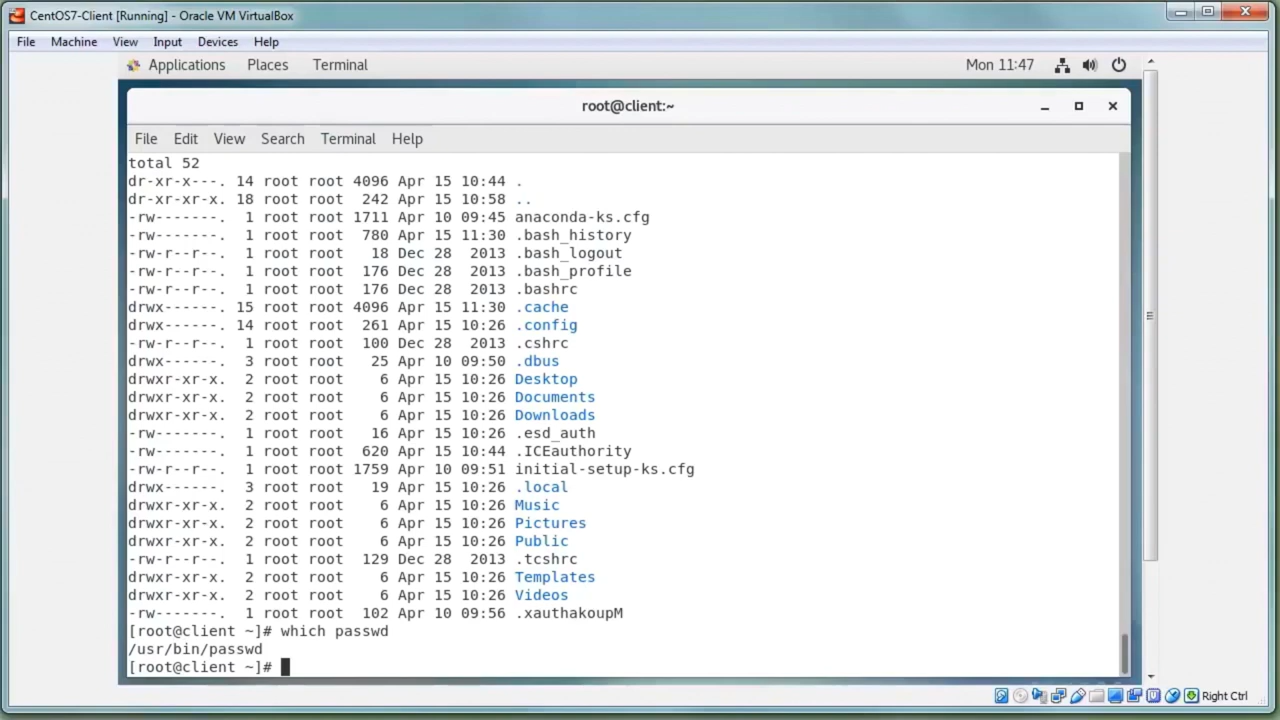 CentOS7-Client [Running] - Oracle VM VirtualBox
File Machine View Input Devices Help
Applications Places Terminal Mon 11:47
root@client:~
File Edit View Search Terminal Help
total 52
dr-xr-x---. 14 root root 4096 Apr 15 10:44 .
dr-xr-xr-x. 18 root root  242 Apr 15 10:58 ..
-rw-------.  1 root root 1711 Apr 10 09:45 anaconda-ks.cfg
-rw-------.  1 root root  780 Apr 15 11:30 .bash_history
-rw-r--r--.  1 root root   18 Dec 28  2013 .bash_logout
-rw-r--r--.  1 root root  176 Dec 28  2013 .bash_profile
-rw-r--r--.  1 root root  176 Dec 28  2013 .bashrc
drwx------. 15 root root 4096 Apr 15 11:30 .cache
drwx------. 14 root root  261 Apr 15 10:26 .config
-rw-r--r--.  1 root root  100 Dec 28  2013 .cshrc
drwx------.  3 root root   25 Apr 10 09:50 .dbus
drwxr-xr-x.  2 root root    6 Apr 15 10:26 Desktop
drwxr-xr-x.  2 root root    6 Apr 15 10:26 Documents
drwxr-xr-x.  2 root root    6 Apr 15 10:26 Downloads
-rw-------.  1 root root   16 Apr 15 10:26 .esd_auth
-rw-------.  1 root root  620 Apr 15 10:44 .ICEauthority
-rw-r--r--.  1 root root 1759 Apr 10 09:51 initial-setup-ks.cfg
drwx------.  3 root root   19 Apr 15 10:26 .local
drwxr-xr-x.  2 root root    6 Apr 15 10:26 Music
drwxr-xr-x.  2 root root    6 Apr 15 10:26 Pictures
drwxr-xr-x.  2 root root    6 Apr 15 10:26 Public
-rw-r--r--.  1 root root  129 Dec 28  2013 .tcshrc
drwxr-xr-x.  2 root root    6 Apr 15 10:26 Templates
drwxr-xr-x.  2 root root    6 Apr 15 10:26 Videos
-rw-------.  1 root root  102 Apr 10 09:56 .xauthakoupM
[root@client ~]# which passwd
/usr/bin/passwd
[root@client ~]#
Right Ctrl